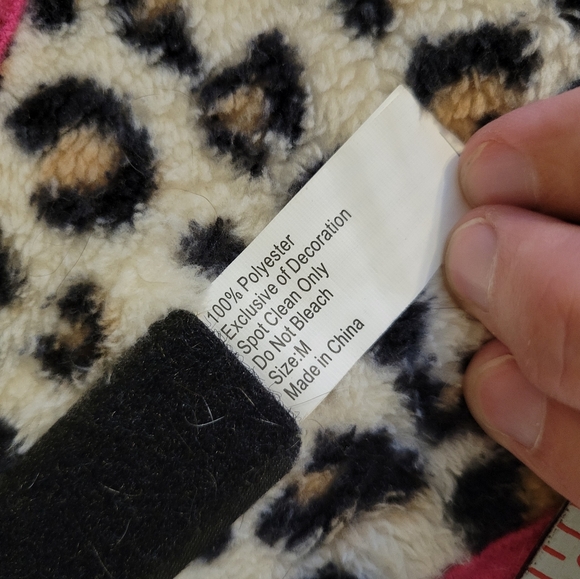 100% Polyester
Exclusive of Decoration
Spot Clean Only
Do Not Bleach
Size:M
Made in China